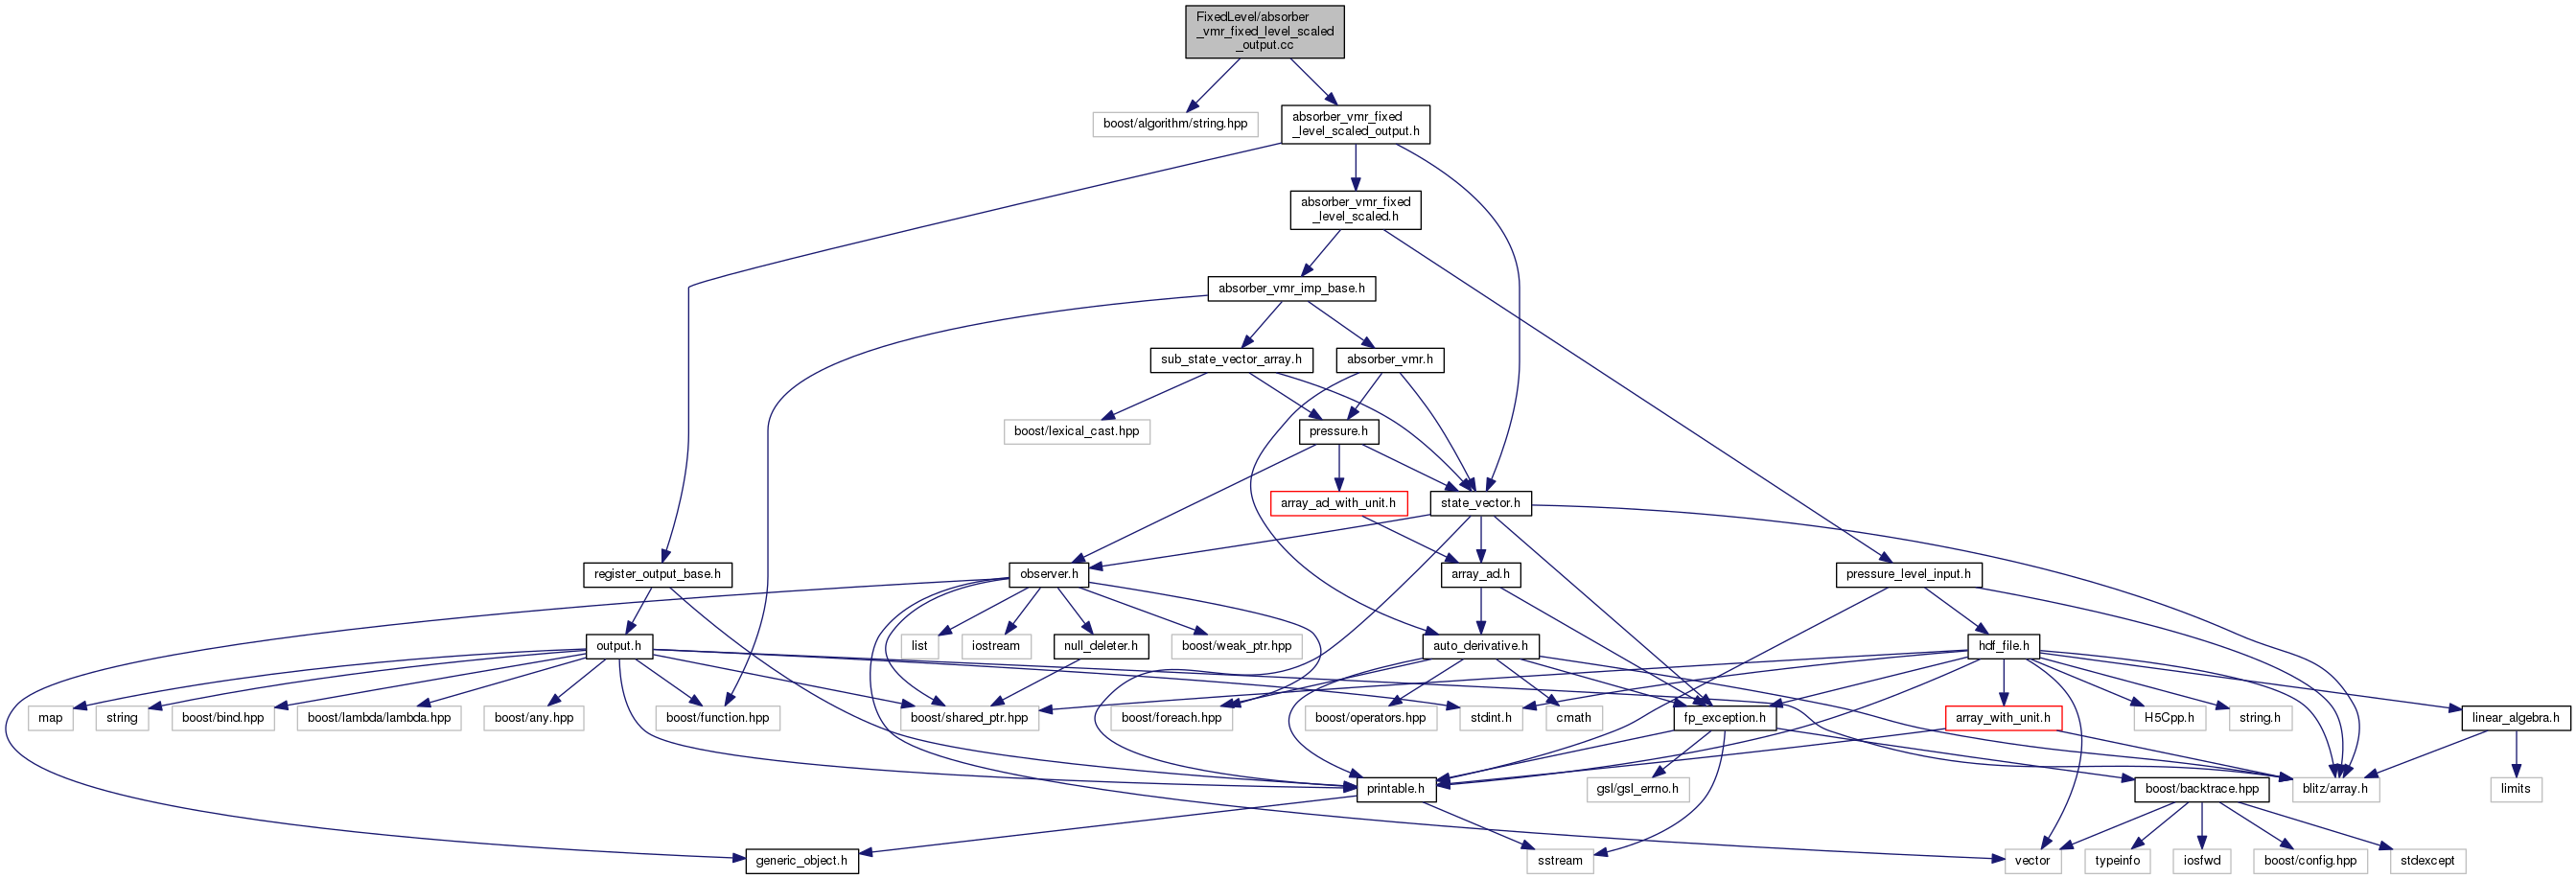 FixedLevel/absorber
_vmr_fixed_level_scaled
_output.cc
boost/algorithm/string.hpp
absorber_vmr_fixed
_level_scaled_output.h
absorber_vmr_fixed
_level_scaled.h
absorber_vmr_imp_base.h
sub_state_vector_array.h
absorber_vmr.h
boost/lexical_cast.hpp
pressure.h
array_ad_with_unit.h
state_vector.h
register_output_base.h
observer.h
array_ad.h
pressure_level_input.h
output.h
list
iostream
null_deleter.h
boost/weak_ptr.hpp
auto_derivative.h
hdf_file.h
map
string
boost/bind.hpp
boost/lambda/lambda.hpp
boost/any.hpp
boost/function.hpp
boost/shared_ptr.hpp
boost/foreach.hpp
boost/operators.hpp
stdint.h
cmath
fp_exception.h
array_with_unit.h
H5Cpp.h
string.h
linear_algebra.h
printable.h
gsl/gsl_errno.h
boost/backtrace.hpp
blitz/array.h
limits
generic_object.h
sstream
vector
typeinfo
iosfwd
boost/config.hpp
stdexcept